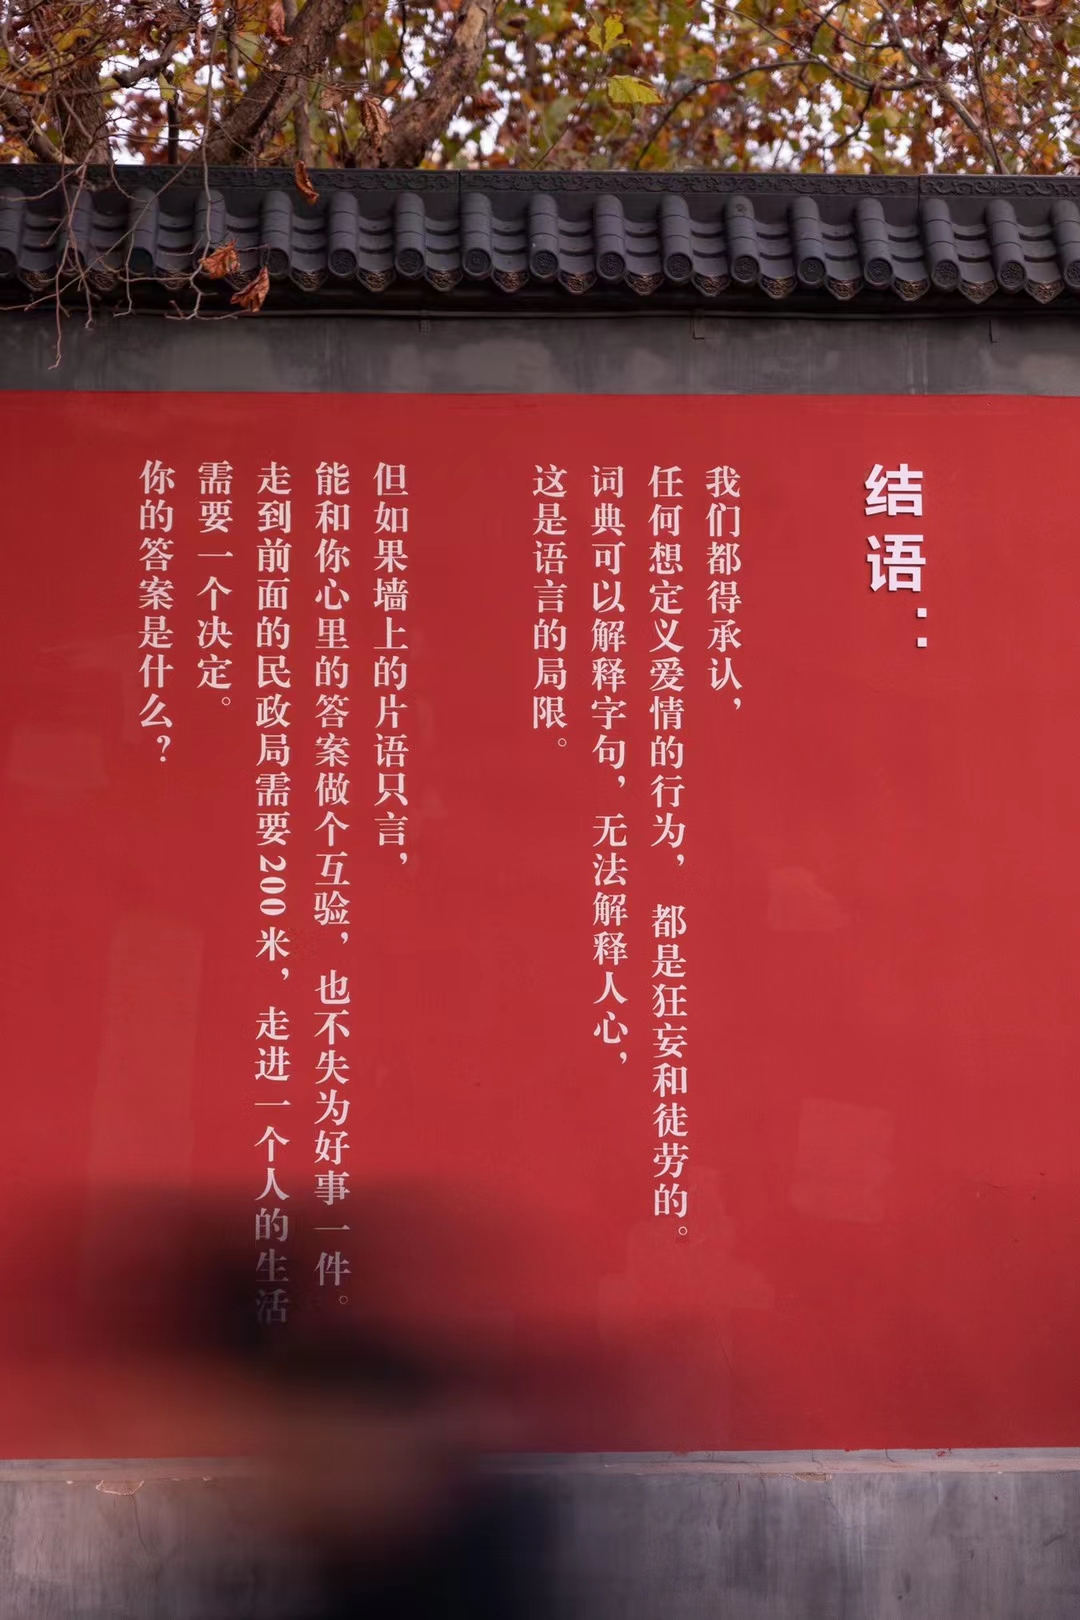 结语：
我们都得承认，
任何想定义爱情的行为，都是狂妄和徒劳的。
词典可以解释字句，无法解释人心，
这是语言的局限。
但如果墙上的片语只言，
能和你心里的答案做个互验，也不失为好事一件。
走到前面的民政局需要200米，走进一个人的生活
需要一个决定。
你的答案是什么？